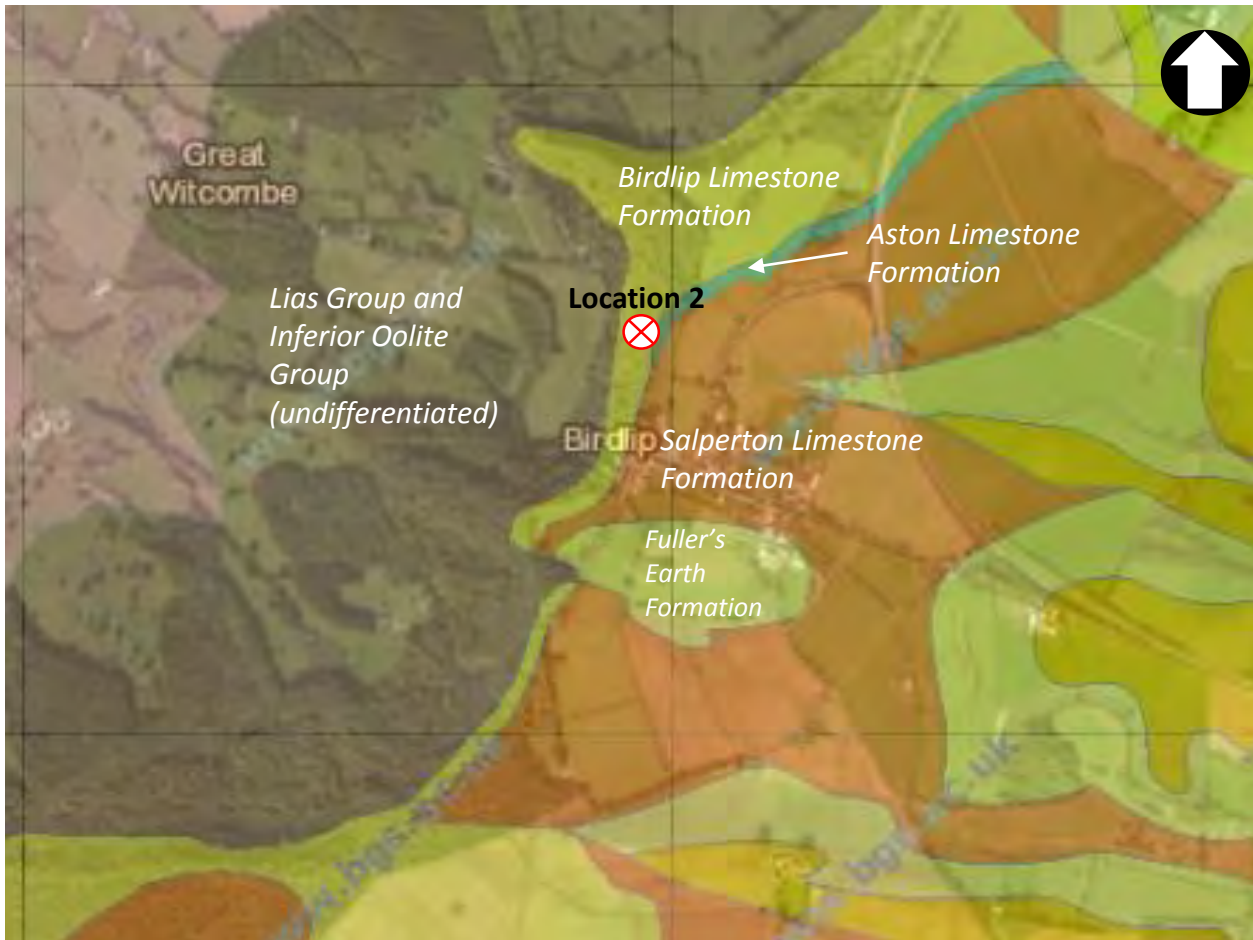 Great
Witcombe
Birdlip Limestone
Formation
Aston Limestone
Formation
Lias Group and
Inferior Oolite
Group
(undifferentiated)
Location 2
Birdlip
Salperton Limestone
Formation
Fuller’s
Earth
Formation